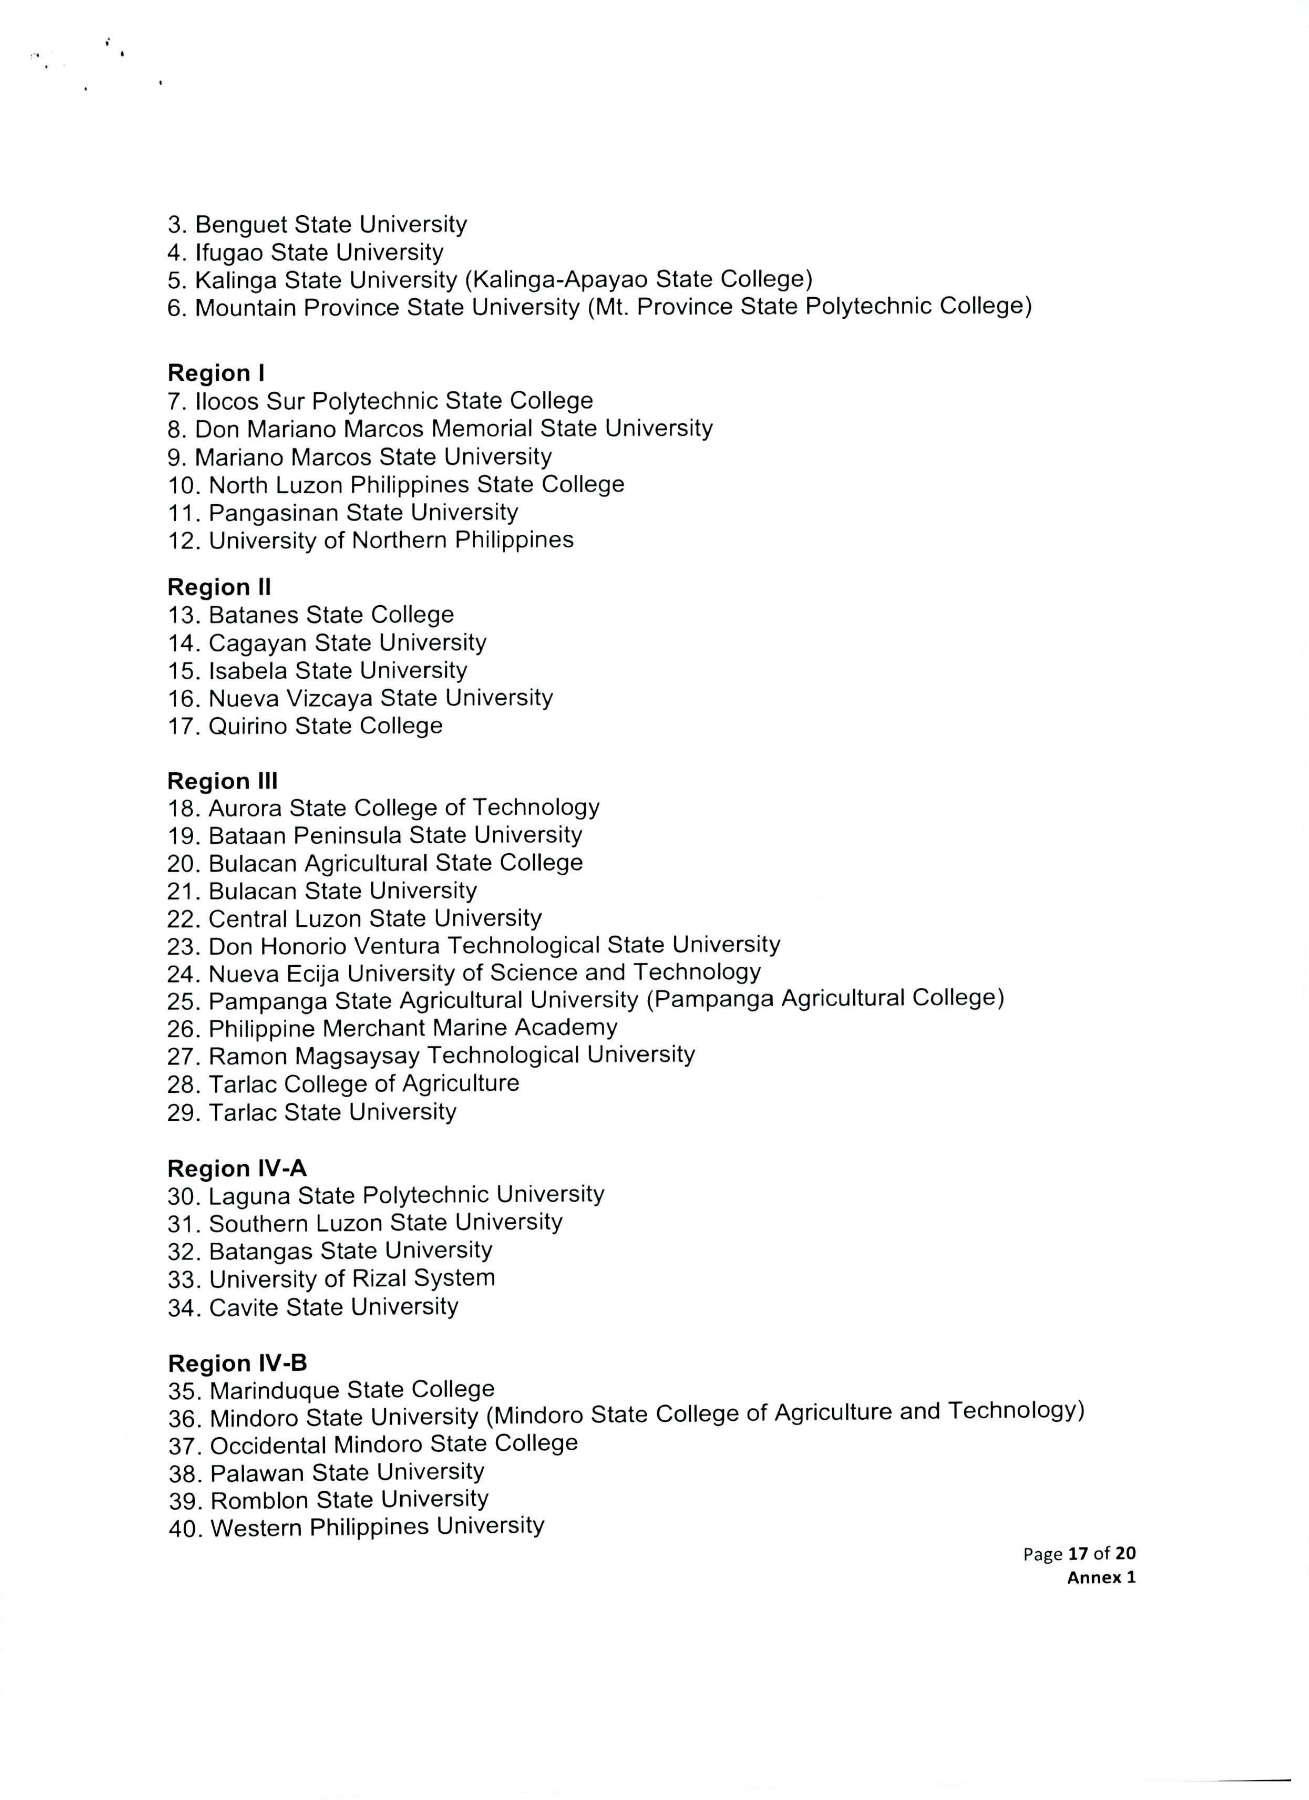 3. Benguet State University
4. Ifugao State University
5. Kalinga State University (Kalinga-Apayao State College)
6. Mountain Province State University (Mt. Province State Polytechnic College)
Region I
7. Ilocos Sur Polytechnic State College
8. Don Mariano Marcos Memorial State University
9. Mariano Marcos State University
10. North Luzon Philippines State College
11. Pangasinan State University
12. University of Northern Philippines
Region II
13. Batanes State College
14. Cagayan State University
15. Isabela State University
16. Nueva Vizcaya State University
17. Quirino State College
Region III
18. Aurora State College of Technology
19. Bataan Peninsula State University
20. Bulacan Agricultural State College
21. Bulacan State University
22. Central Luzon State University
23. Don Honorio Ventura Technological State University
24. Nueva Ecija University of Science and Technology
25. Pampanga State Agricultural University (Pampanga Agricultural College)
26. Philippine Merchant Marine Academy
27. Ramon Magsaysay Technological University
28. Tarlac College of Agriculture
29. Tarlac State University
Region IV-A
30. Laguna State Polytechnic University
31. Southern Luzon State University
32. Batangas State University
33. University of Rizal System
34. Cavite State University
Region IV-B
35. Marinduque State College
36. Mindoro State University (Mindoro State College of Agriculture and Technology)
37. Occidental Mindoro State College
38. Palawan State University
39. Romblon State University
40. Western Philippines University
Page 17 of 20
Annex 1